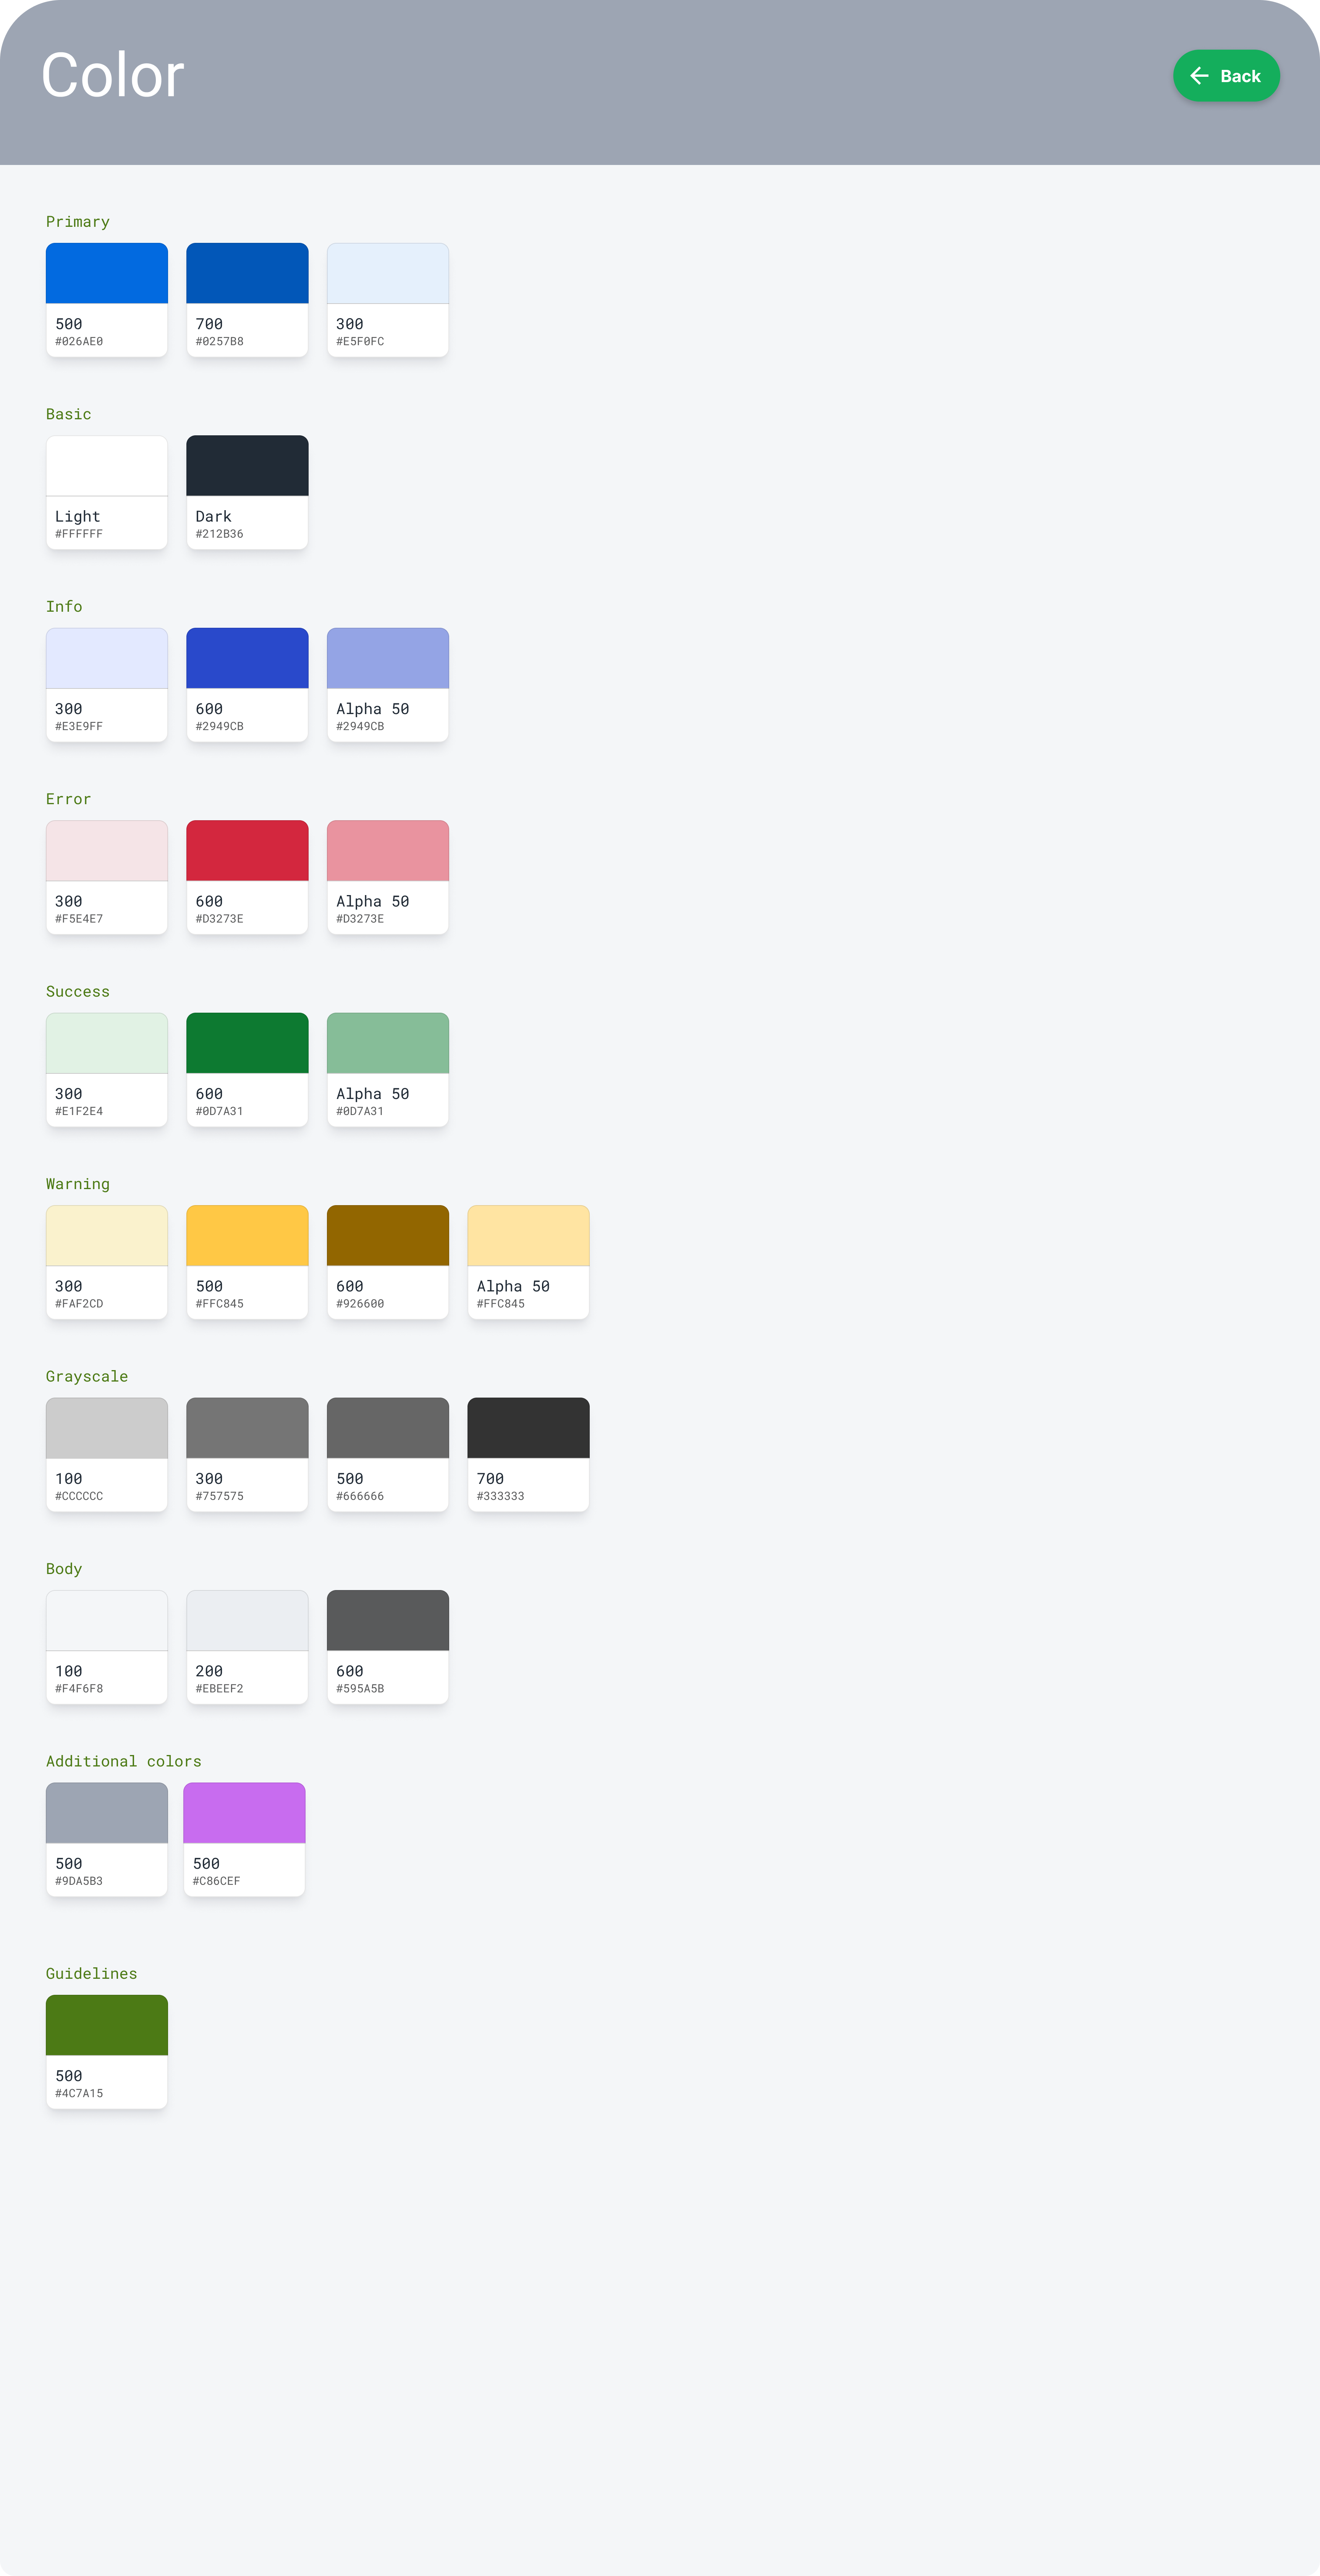 Color
Back
Primary
500
#026AE0
700
#0257B8
300
#E5F0FC
Basic
Light
#FFFFFF
Dark
#212B36
Info
300
#E3E9FF
600
#2949CB
Alpha 50
#2949CB
Error
300
#F5E4E7
600
#D3273E
Alpha 50
#D3273E
Success
300
#E1F2E4
600
#0D7A31
Alpha 50
#0D7A31
Warning
300
#FAF2CD
500
#FFC845
600
#926600
Alpha 50
#FFC845
Grayscale
100
#CCCCCC
300
#757575
500
#666666
700
#333333
Body
100
#F4F6F8
200
#EBEEF2
600
#595A5B
Additional colors
500
#9DA5B3
500
#C86CEF
Guidelines
500
#4C7A15